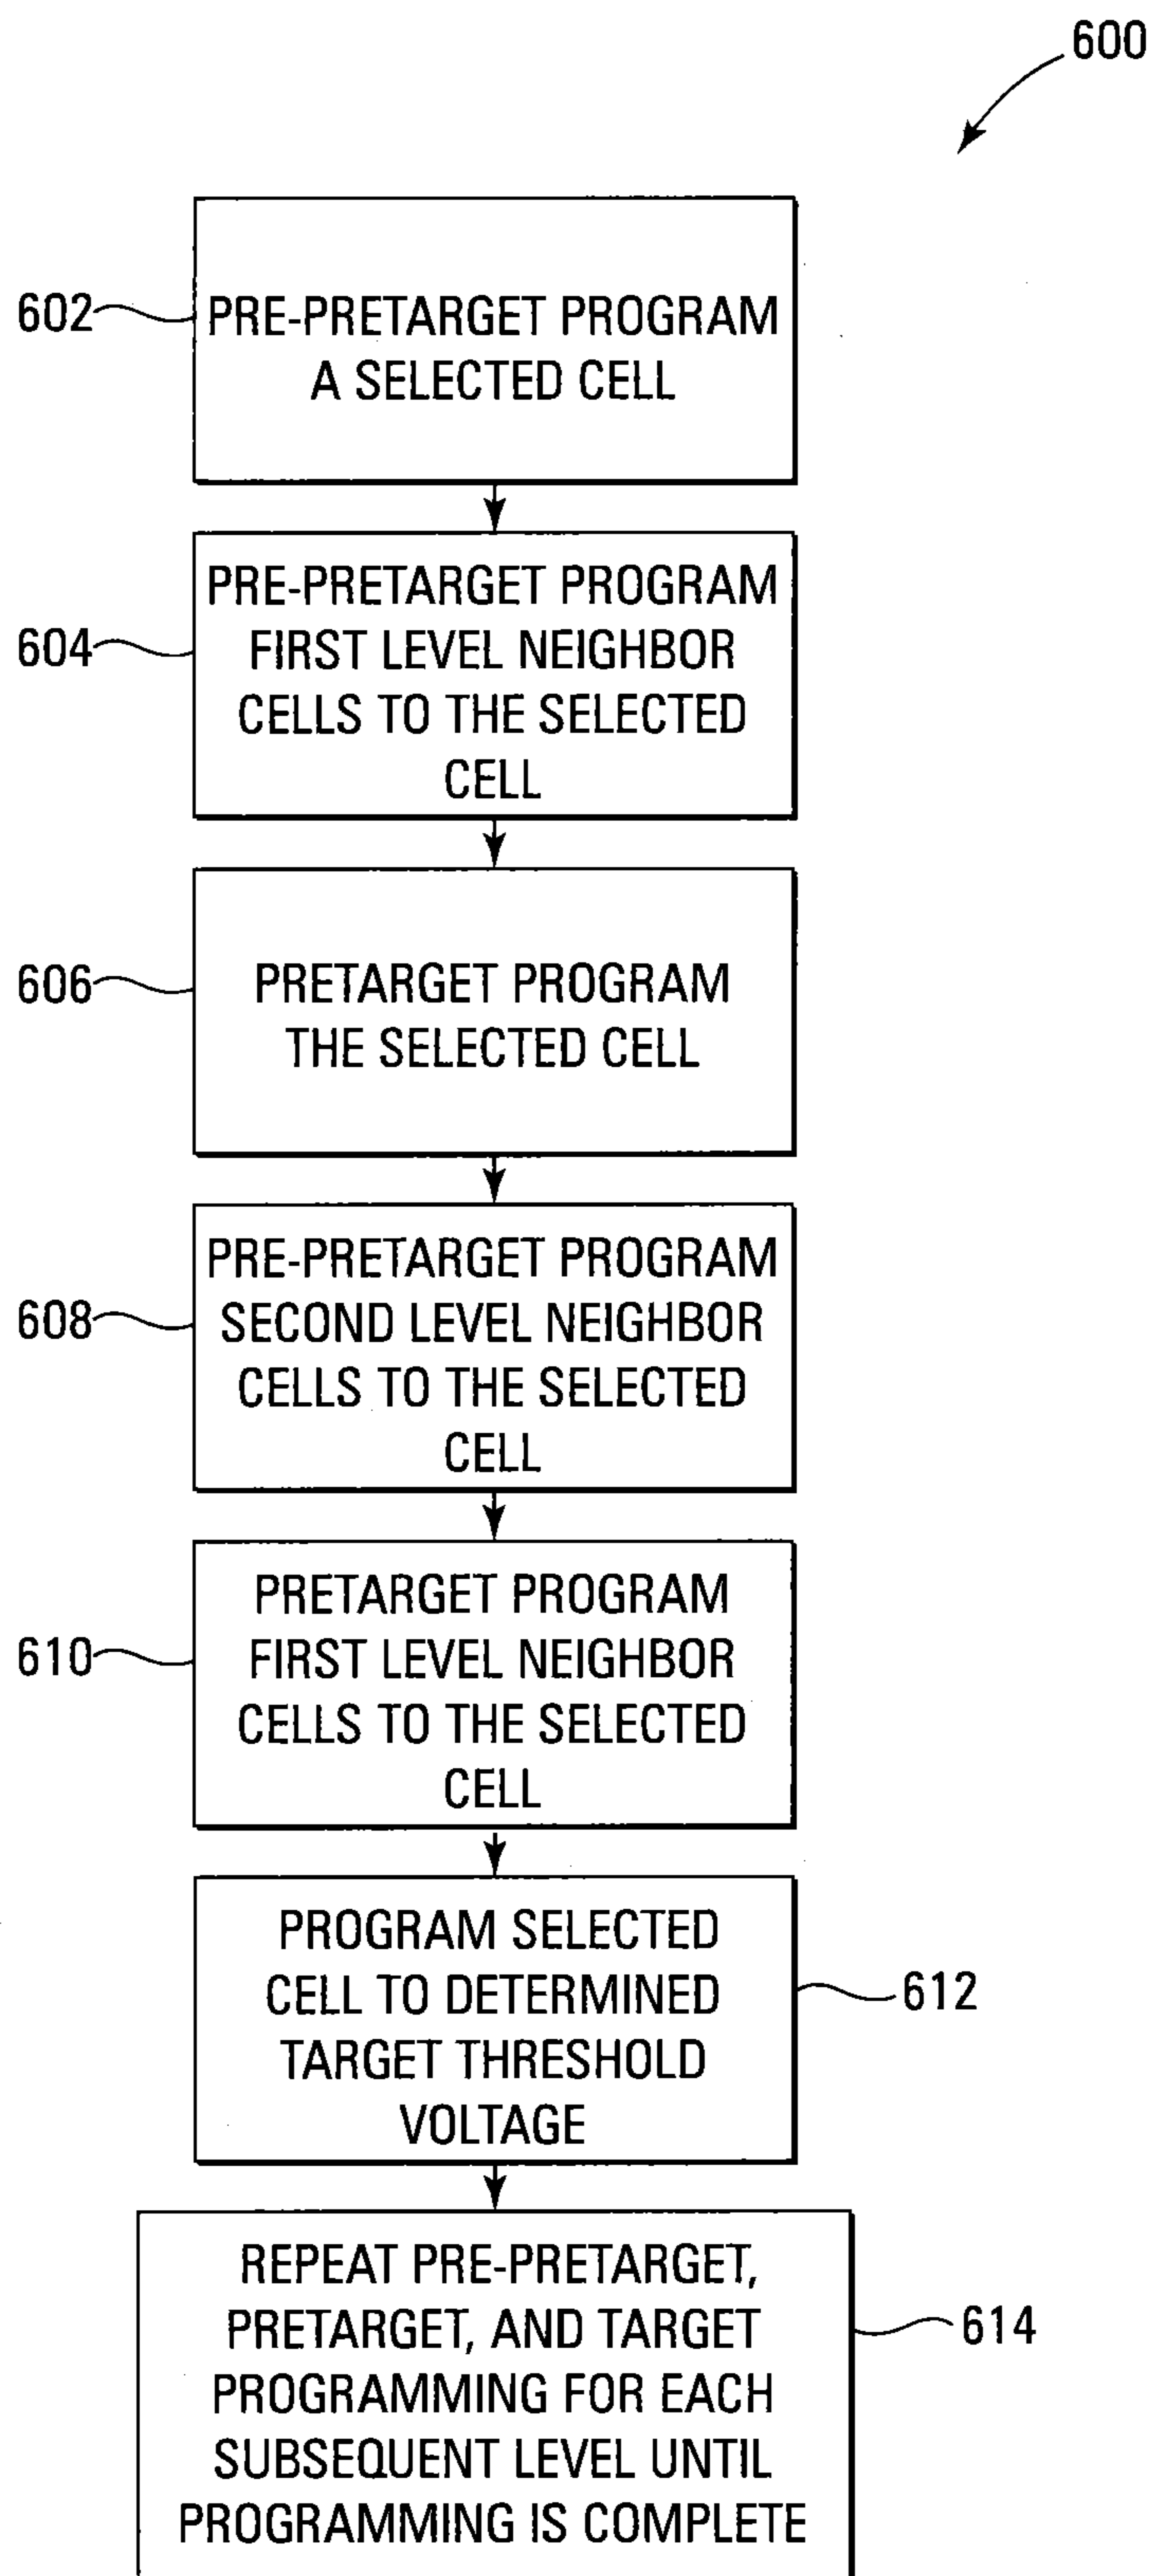 600
602
PRE-PRETARGET PROGRAM
A SELECTED CELL
604
PRE-PRETARGET PROGRAM
FIRST LEVEL NEIGHBOR
CELLS TO THE SELECTED
CELL
606
PRETARGET PROGRAM
THE SELECTED CELL
608
PRE-PRETARGET PROGRAM
SECOND LEVEL NEIGHBOR
CELLS TO THE SELECTED
CELL
610
PRETARGET PROGRAM
FIRST LEVEL NEIGHBOR
CELLS TO THE SELECTED
CELL
PROGRAM SELECTED
CELL TO DETERMINED
TARGET THRESHOLD
VOLTAGE
612
REPEAT PRE-PRETARGET,
PRETARGET, AND TARGET
PROGRAMMING FOR EACH
SUBSEQUENT LEVEL UNTIL
PROGRAMMING IS COMPLETE
614